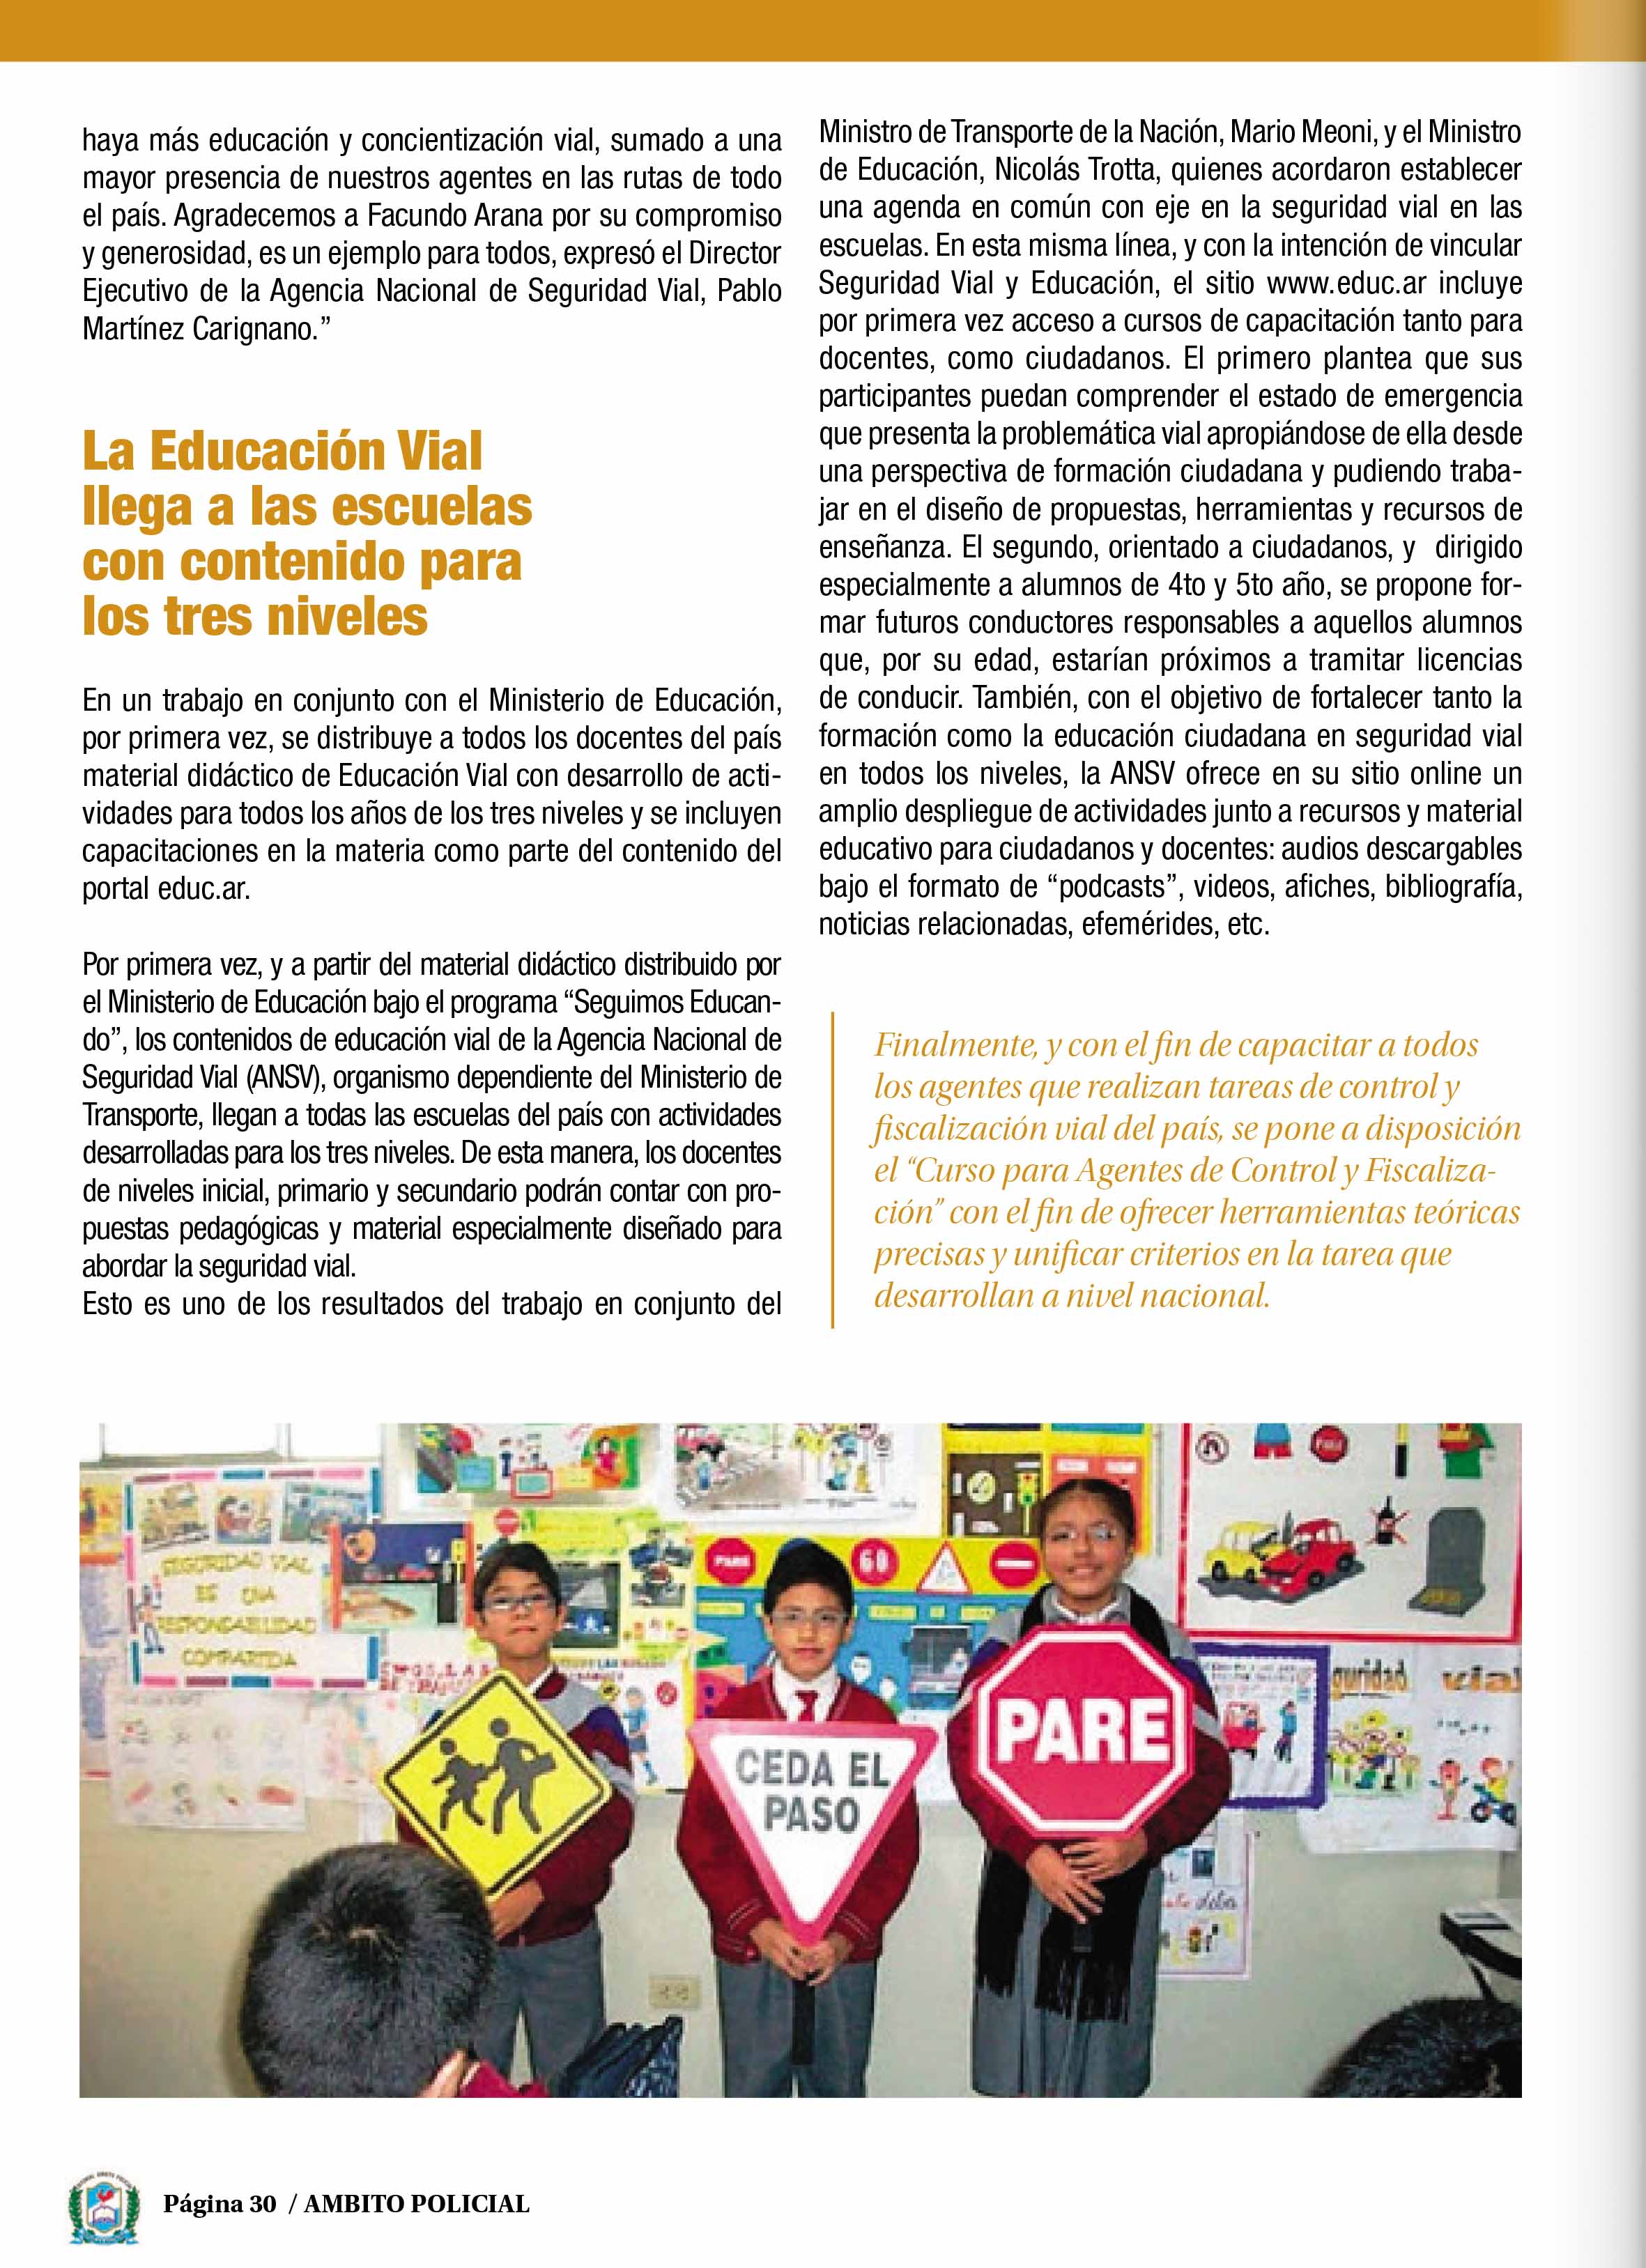 haya más educación y concientización vial, sumado a una
mayor presencia de nuestros agentes en las rutas de todo
el país. Agradecemos a Facundo Arana por su compromiso
y generosidad, es un ejemplo para todos, expresó el Director
Ejecutivo de la Agencia Nacional de Seguridad Vial, Pablo
Martínez Carignano.”
La Educación Vial
llega a las escuelas
con contenido para
los tres niveles
En un trabajo en conjunto con el Ministerio de Educación,
por primera vez, se distribuye a todos los docentes del país
material didáctico de Educación Vial con desarrollo de acti-
vidades para todos los años de los tres niveles y se incluyen
capacitaciones en la materia como parte del contenido del
portal educ.ar.
Por primera vez, y a partir del material didáctico distribuido por
el Ministerio de Educación bajo el programa “Seguimos Educan-
do”, los contenidos de educación vial de la Agencia Nacional de
Seguridad Vial (ANSV), organismo dependiente del Ministerio de
Transporte, llegan a todas las escuelas del país con actividades
desarrolladas para los tres niveles. De esta manera, los docentes
de niveles inicial, primario y secundario podrán contar con pro-
puestas pedagógicas y material especialmente diseñado para
abordar la seguridad vial.
Esto es uno de los resultados del trabajo en conjunto del
Ministro de Transporte de la Nación, Mario Meoni, y el Ministro
de Educación, Nicolás Trotta, quienes acordaron establecer
una agenda en común con eje en la seguridad vial en las
escuelas. En esta misma línea, y con la intención de vincular
Seguridad Vial y Educación, el sitio www.educ.ar incluye
por primera vez acceso a cursos de capacitación tanto para
docentes, como ciudadanos. El primero plantea que sus
participantes puedan comprender el estado de emergencia
que presenta la problemática vial apropiándose de ella desde
una perspectiva de formación ciudadana y pudiendo traba-
jar en el diseño de propuestas, herramientas y recursos de
enseñanza. El segundo, orientado a ciudadanos, y dirigido
especialmente a alumnos de 4to y 5to año, se propone for-
mar futuros conductores responsables a aquellos alumnos
que, por su edad, estarían próximos a tramitar licencias
de conducir. También, con el objetivo de fortalecer tanto la
formación como la educación ciudadana en seguridad vial
en todos los niveles, la ANSV ofrece en su sitio online un
amplio despliegue de actividades junto a recursos y material
educativo para ciudadanos y docentes: audios descargables
bajo el formato de “podcasts”, videos, afiches, bibliografía,
noticias relacionadas, efemérides, etc.
Finalmente, y con el fin de capacitar a todos
los agentes que realizan tareas de control y
fiscalización vial del país, se pone a disposición
el “Curso para Agentes de Control y Fiscaliza-
ción” con el fin de ofrecer herramientas teóricas
precisas y unificar criterios en la tarea que
desarrollan a nivel nacional.
SEGURIDAD VIAL
ES UNA
RESPONSABILIDAD
COMPARTIDA
PARE
60
CEDA EL
PASO
PARE
guridad vial
Página 30 / AMBITO POLICIAL